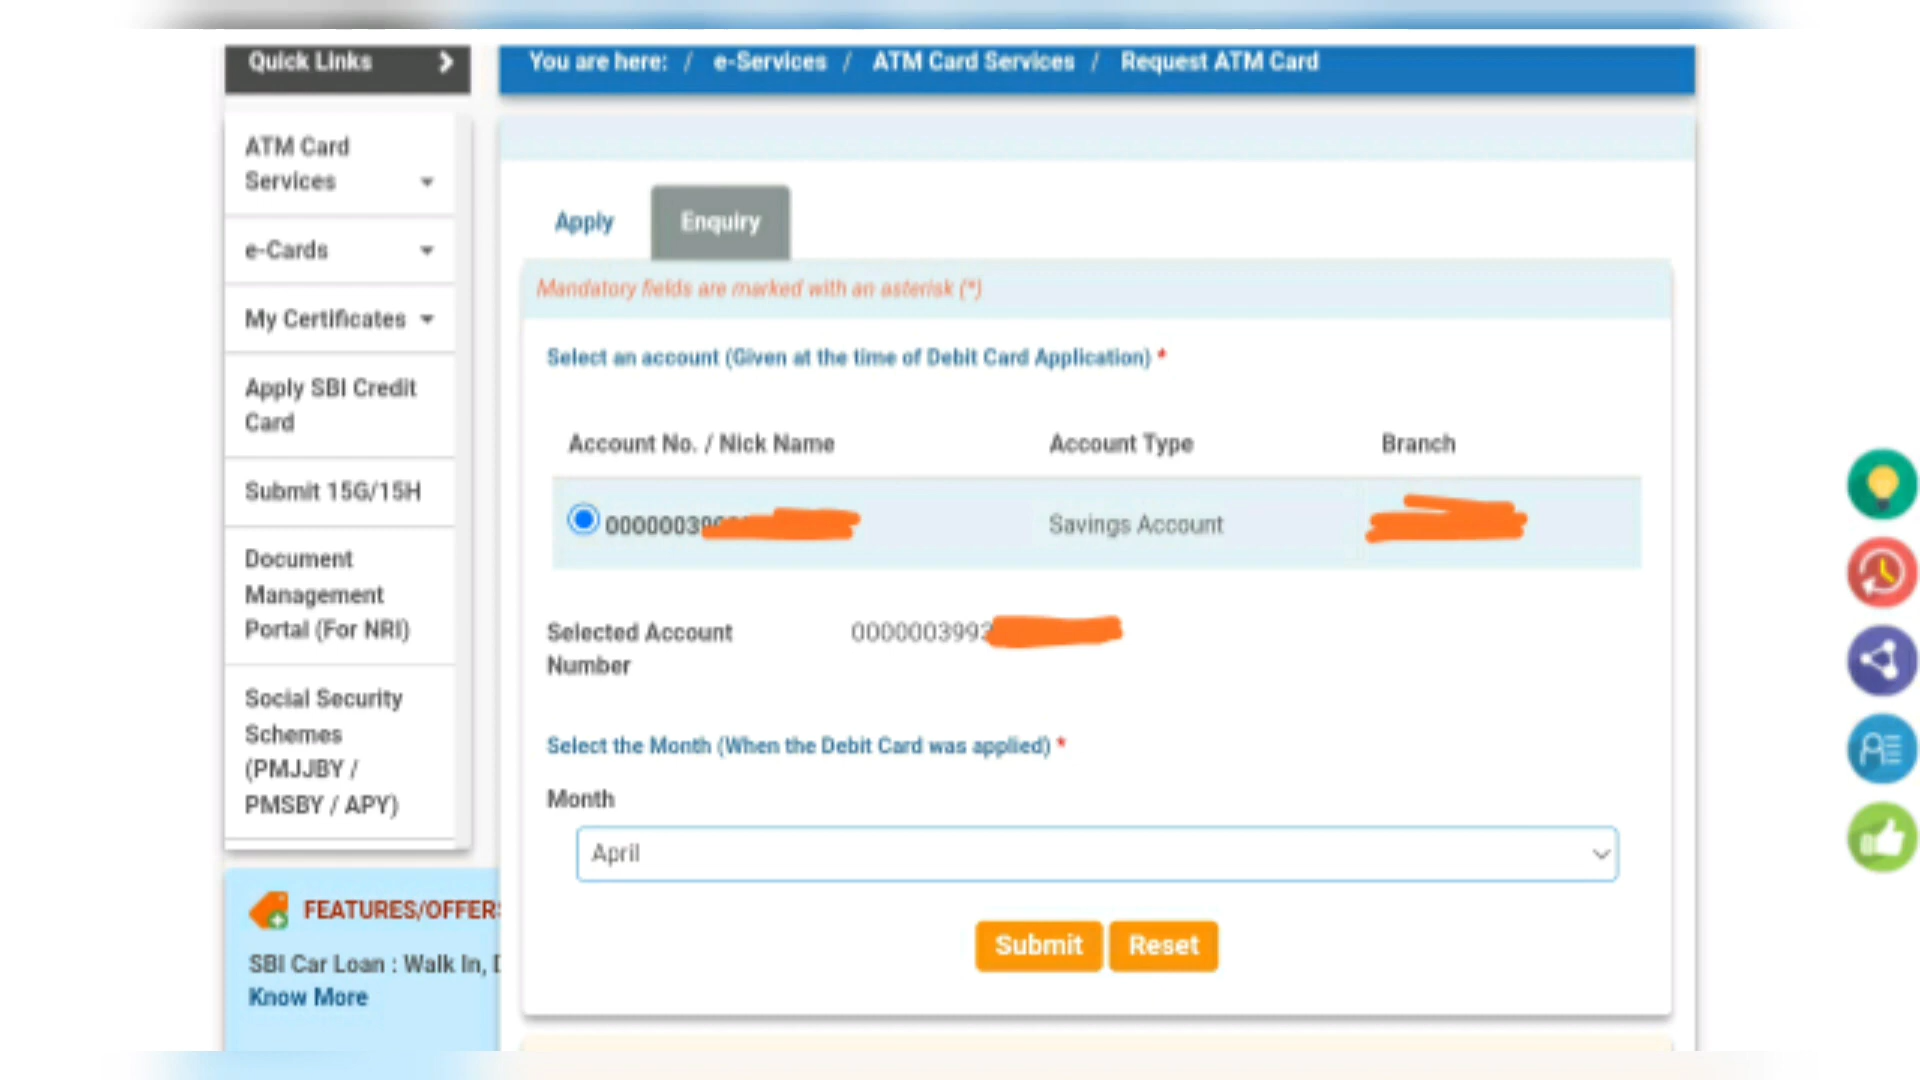 Quick Links
You are here: / e-Services / ATM Card Services / Request ATM Card
ATM Card
Services
e-Cards
My Certificates
Apply SBI Credit
Card
Submit 15G/15H
Document
Management
Portal (For NRI)
Social Security
Schemes
(PMJJBY /
PMSBY / APY)
FEATURES/OFFERS
SBI Car Loan : Walk In,
Know More
Apply Enquiry
Mandatory fields are marked with an asterisk (*)
Select an account (Given at the time of Debit Card Application) *
Account No. / Nick Name Account Type Branch
00000039 Savings Account
Selected Account 0000003992
Number
Select the Month (When the Debit Card was applied) *
Month
April
Submit Reset